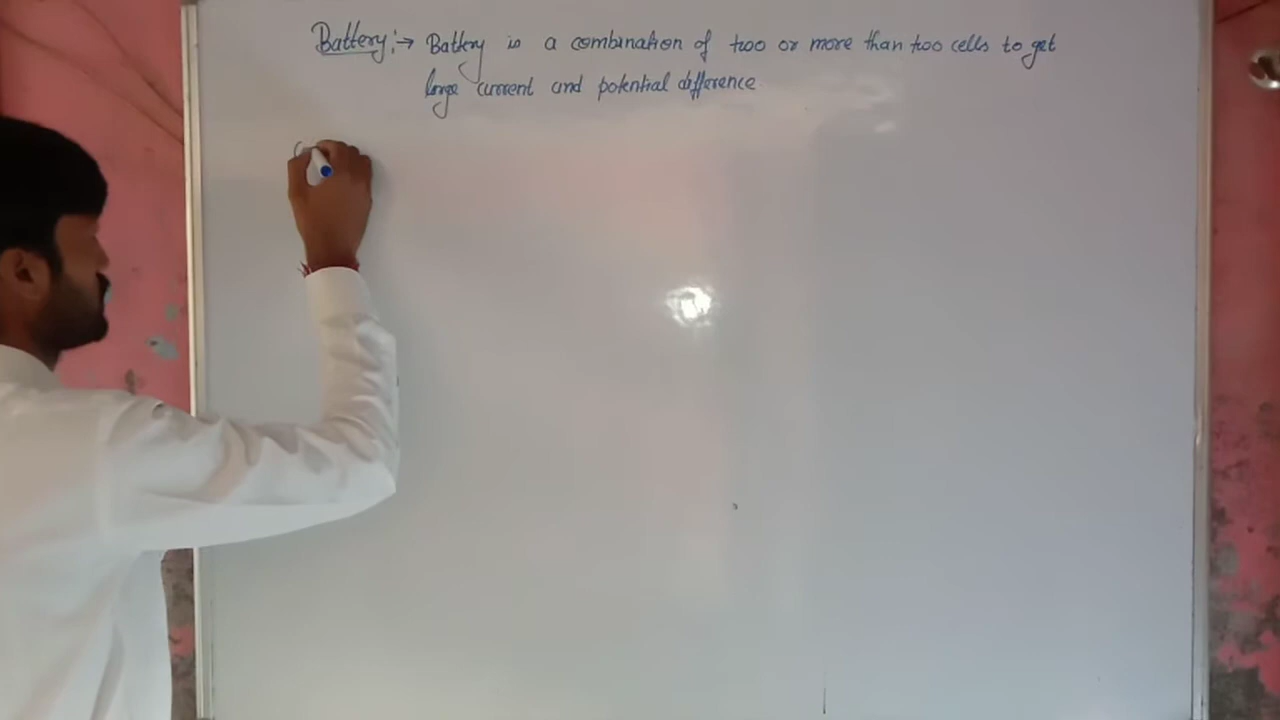 Battery:→ Battery is a combination of two or more than two cells to get
large current and potential difference